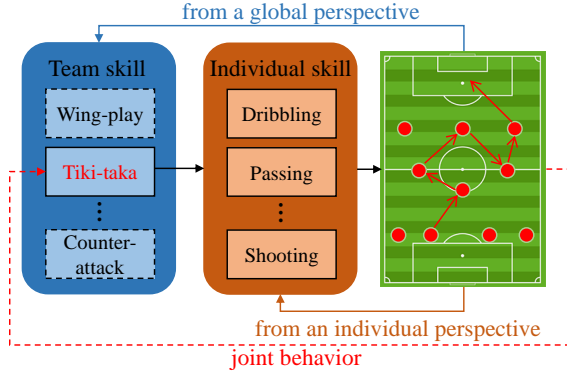 from a global perspective
Team skill
Individual skill
Wing-play
Dribbling
Tiki-taka
Passing
Counter-
attack
Shooting
from an individual perspective
joint behavior